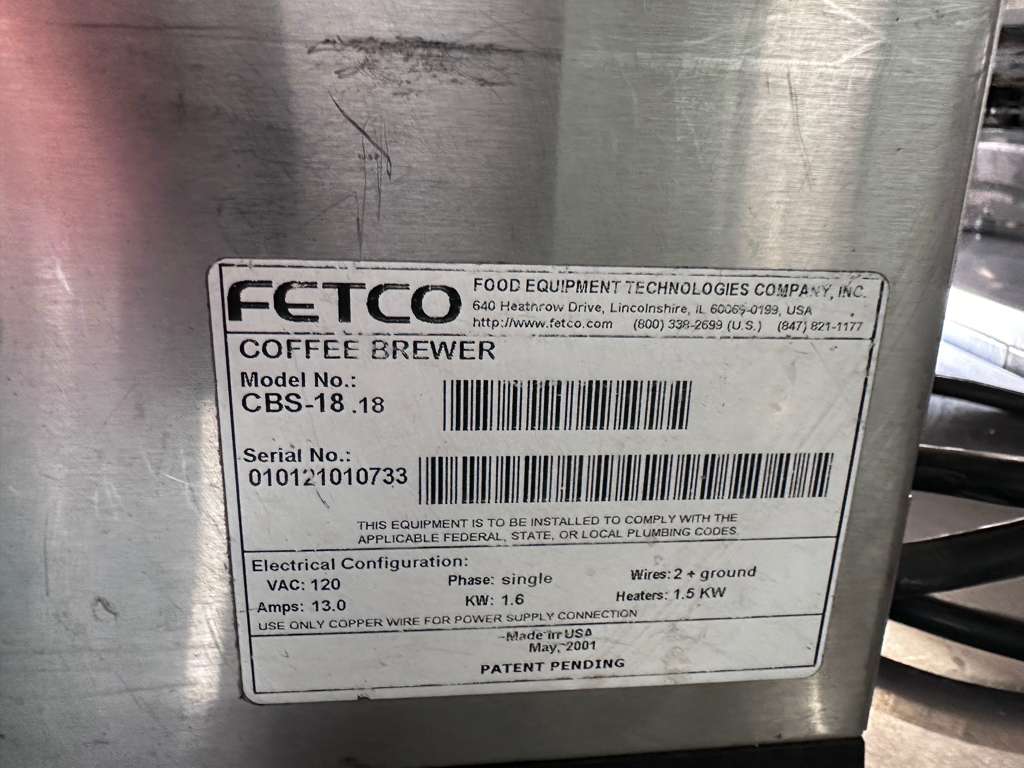 FETCO
FOOD EQUIPMENT TECHNOLOGIES COMPANY, INC.
640 Heathrow Drive, Lincolnshire, IL 60069-0199, USA
http://www.fetco.com (800) 338-2699 (U.S.) (847) 821-1177
COFFEE BREWER
Model No.:
CBS-18 .18
Serial No.:
010121010733
THIS EQUIPMENT IS TO BE INSTALLED TO COMPLY WITH THE
APPLICABLE FEDERAL, STATE, OR LOCAL PLUMBING CODES
Electrical Configuration:
VAC: 120 Phase: single Wires: 2 + ground
Amps: 13.0 KW: 1.6 Heaters: 1.5 KW
USE ONLY COPPER WIRE FOR POWER SUPPLY CONNECTION
Made in USA
May, 2001
PATENT PENDING